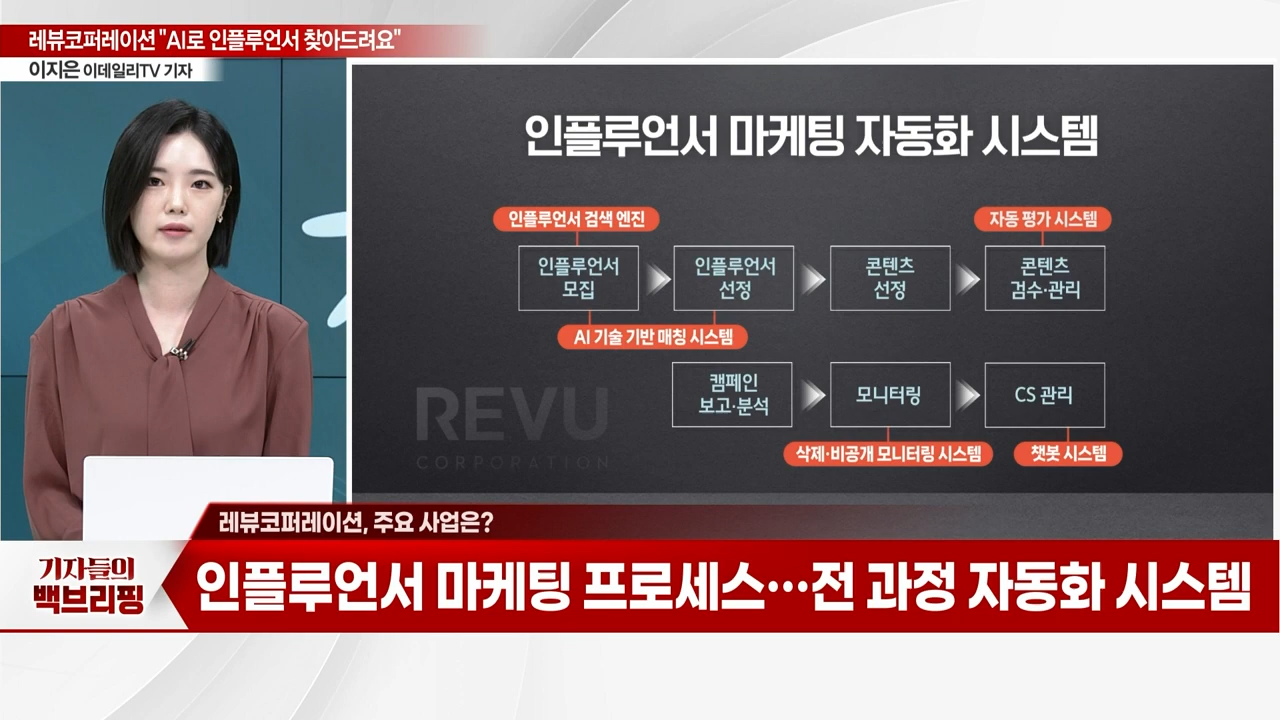 레뷰코퍼레이션 "AI로 인플루언서 찾아드려요"
이지은 이데일리TV 기자
인플루언서 마케팅 자동화 시스템
인플루언서 검색 엔진
자동 평가 시스템
인플루언서
모집
인플루언서
선정
콘텐츠
선정
콘텐츠
검수·관리
AI 기술 기반 매칭 시스템
캠페인
보고·분석
모니터링
CS 관리
삭제·비공개 모니터링 시스템
챗봇 시스템
REVU
CORPORATION
레뷰코퍼레이션, 주요 사업은?
기자들의
백브리핑
인플루언서 마케팅 프로세스…전 과정 자동화 시스템